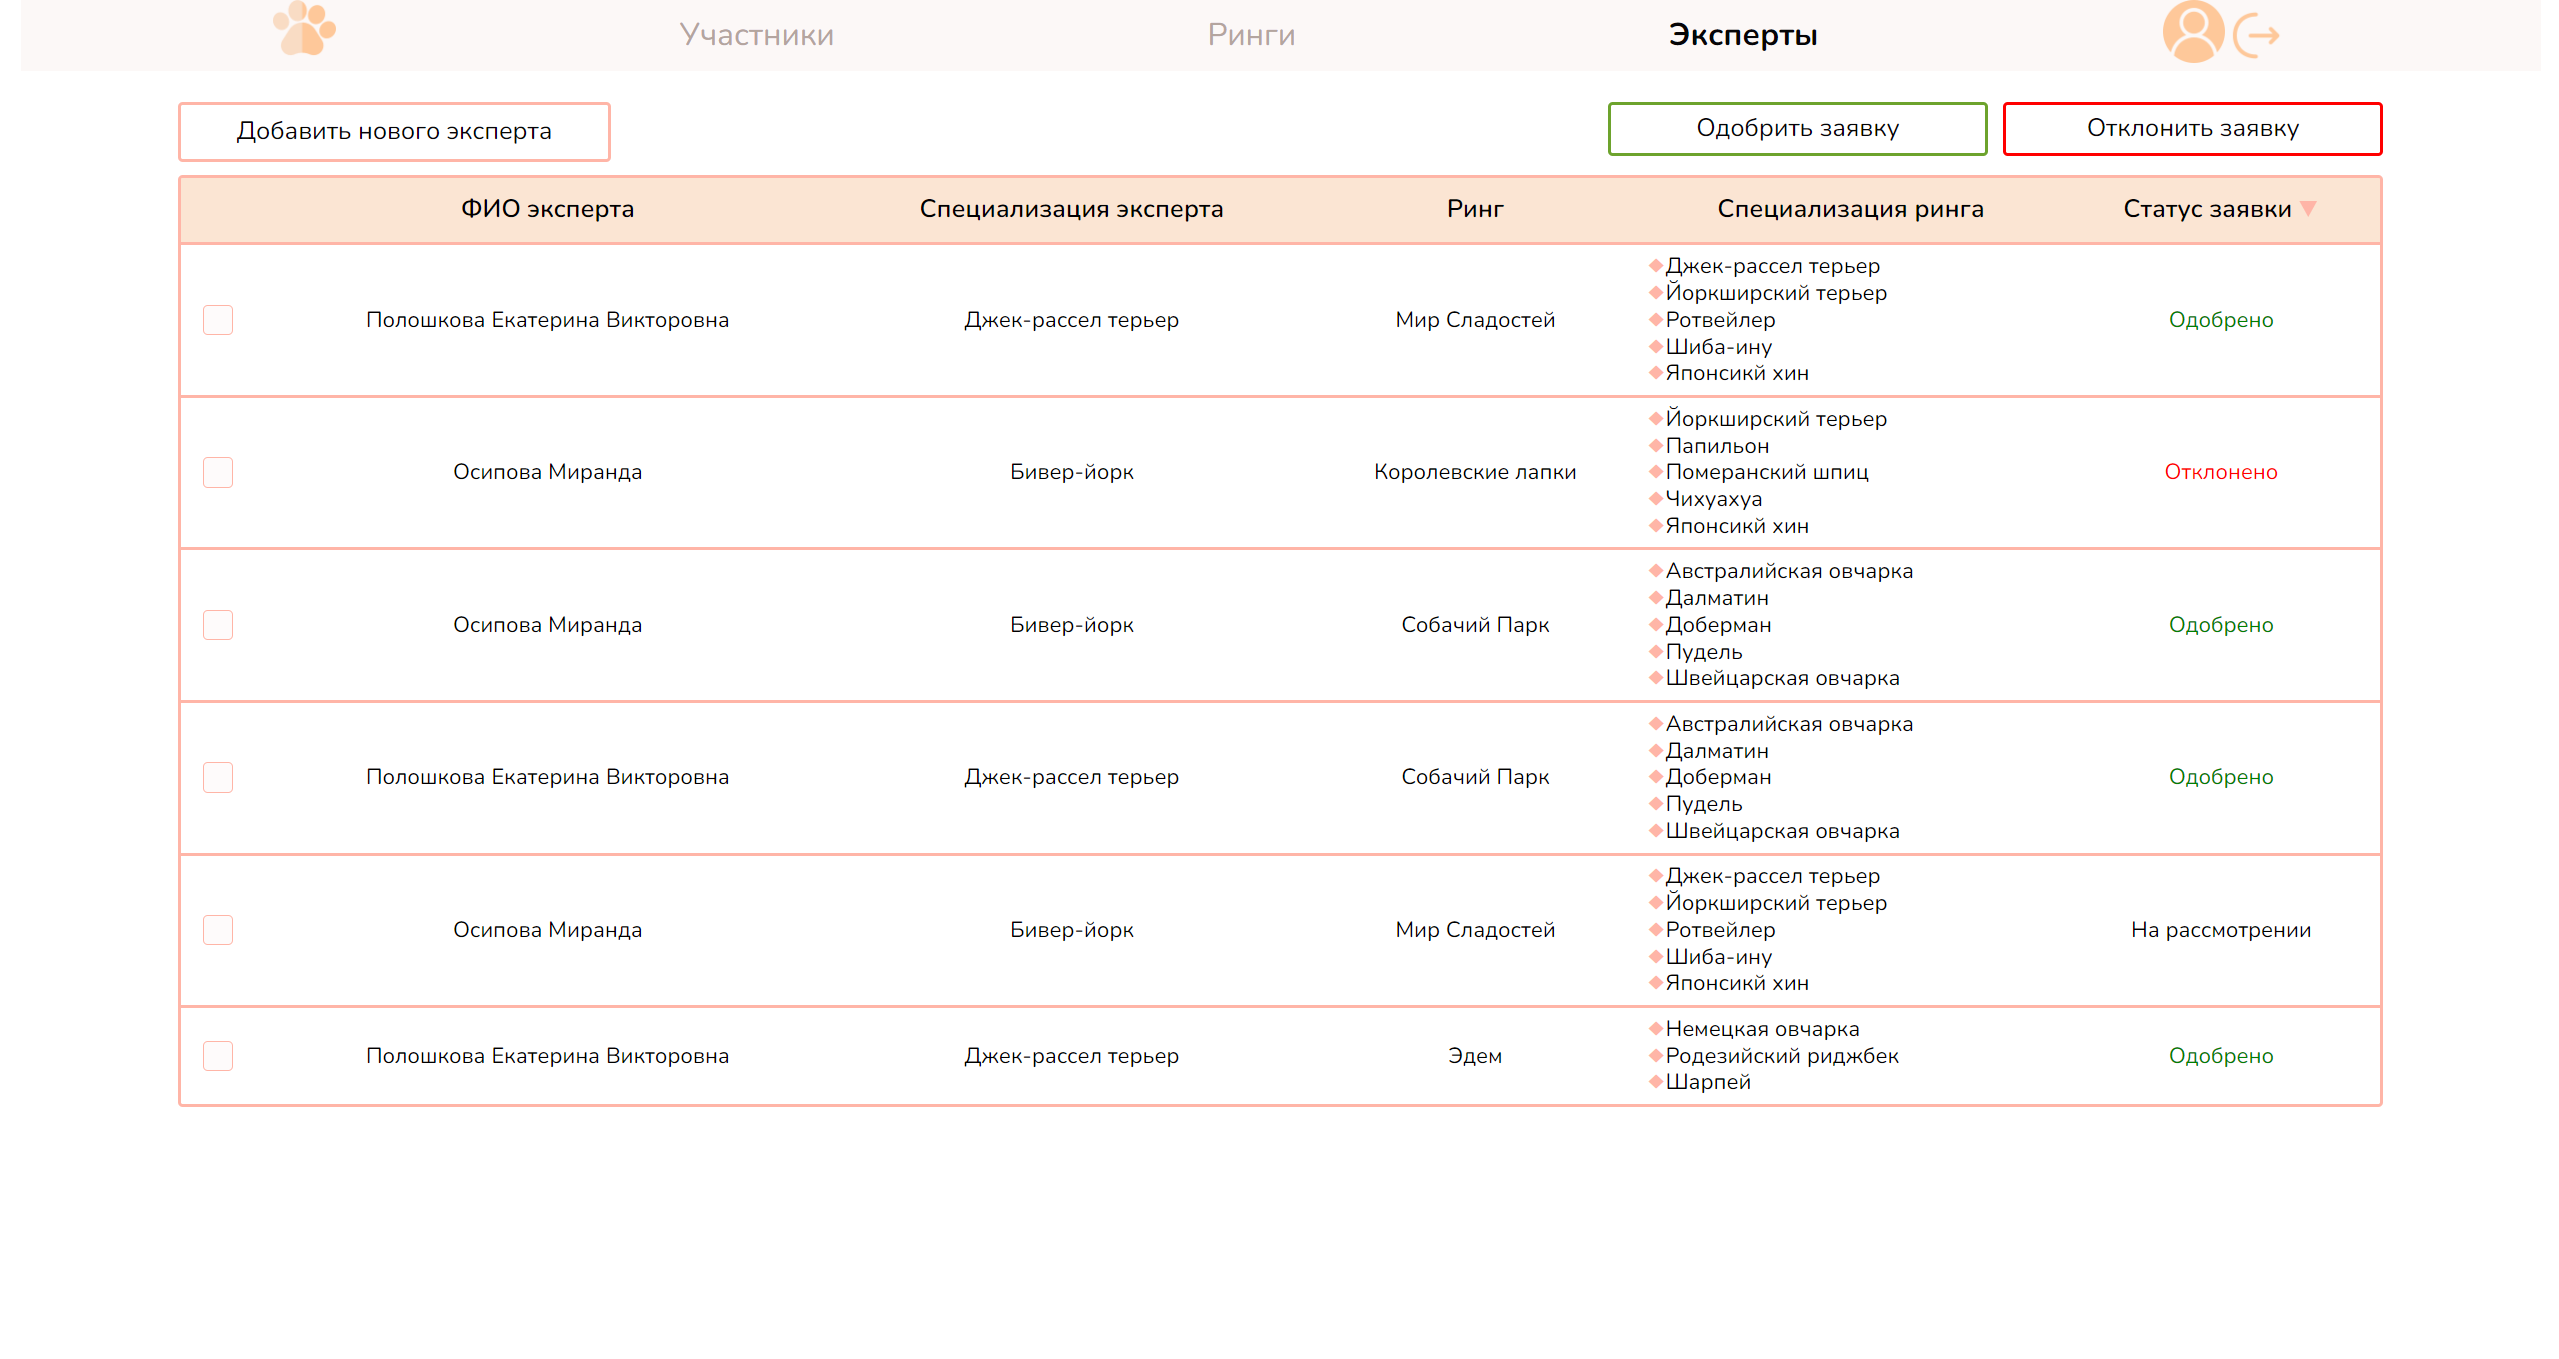 Участники Ринги Эксперты
Добавить нового эксперта Одобрить заявку Отклонить заявку
ФИО эксперта Специализация эксперта Ринг Специализация ринга Статус заявки
Полошкова Екатерина Викторовна Джек-рассел терьер Мир Сладостей
Джек-рассел терьер
Йоркширский терьер
Ротвейлер
Шиба-ину
Японсикй хин
Одобрено
Осипова Миранда Бивер-йорк Королевские лапки
Йоркширский терьер
Папильон
Померанский шпиц
Чихуахуа
Японсикй хин
Отклонено
Осипова Миранда Бивер-йорк Собачий Парк
Австралийская овчарка
Далматин
Доберман
Пудель
Швейцарская овчарка
Одобрено
Полошкова Екатерина Викторовна Джек-рассел терьер Собачий Парк
Австралийская овчарка
Далматин
Доберман
Пудель
Швейцарская овчарка
Одобрено
Осипова Миранда Бивер-йорк Мир Сладостей
Джек-рассел терьер
Йоркширский терьер
Ротвейлер
Шиба-ину
Японсикй хин
На рассмотрении
Полошкова Екатерина Викторовна Джек-рассел терьер Эдем
Немецкая овчарка
Родезийский риджбек
Шарпей
Одобрено